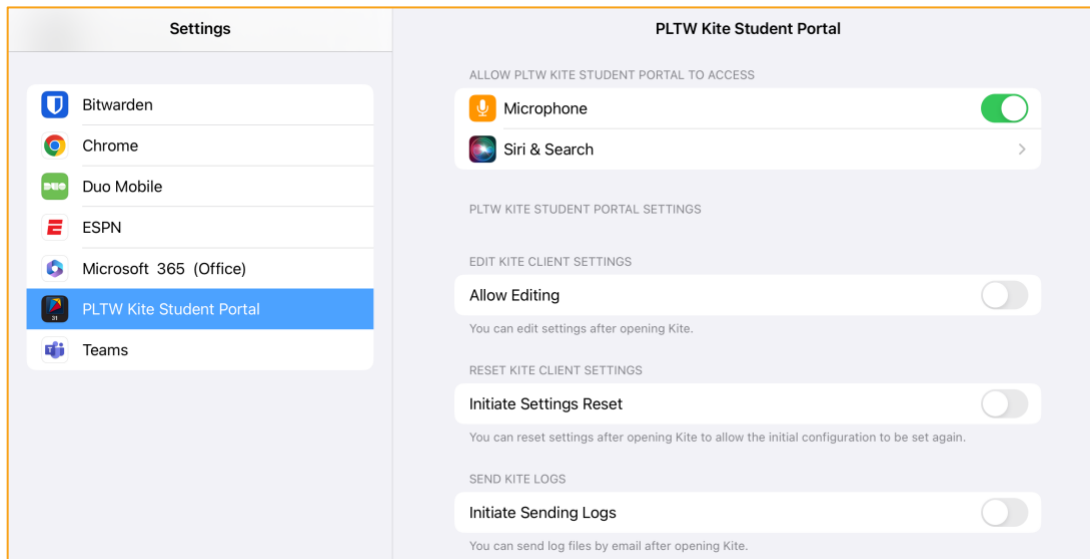 Settings
Bitwarden
Chrome
DUO
Duo Mobile
ESPN
Microsoft 365 (Office)
31
PLTW Kite Student Portal
Teams
PLTW Kite Student Portal
ALLOW PLTW KITE STUDENT PORTAL TO ACCESS
Microphone
Siri & Search
PLTW KITE STUDENT PORTAL SETTINGS
EDIT KITE CLIENT SETTINGS
Allow Editing
You can edit settings after opening Kite.
RESET KITE CLIENT SETTINGS
Initiate Settings Reset
You can reset settings after opening Kite to allow the initial configuration to be set again.
SEND KITE LOGS
Initiate Sending Logs
You can send log files by email after opening Kite.